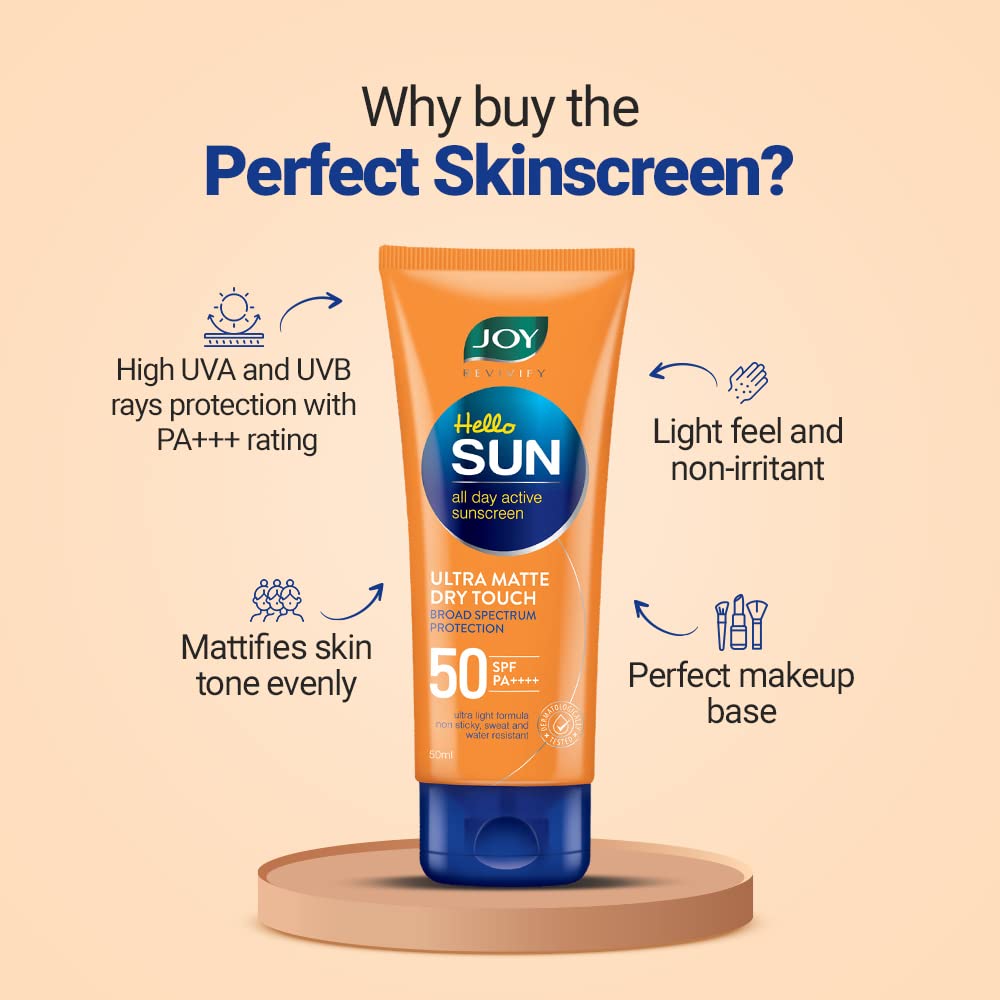 Why buy the
Perfect Skinscreen?
High UVA and UVB
rays protection with
PA+++ rating
Light feel and
non-irritant
Mattifies skin
tone evenly
Perfect makeup
base
JOY
REVIVIFY
Hello
SUN
all day active
sunscreen
ULTRA MATTE
DRY TOUCH
BROAD SPECTRUM
PROTECTION
50 SPF
PA++++
ultra light formula
non sticky, sweat and
water resistant
DERMATOLOGICALLY
TESTED
50ml